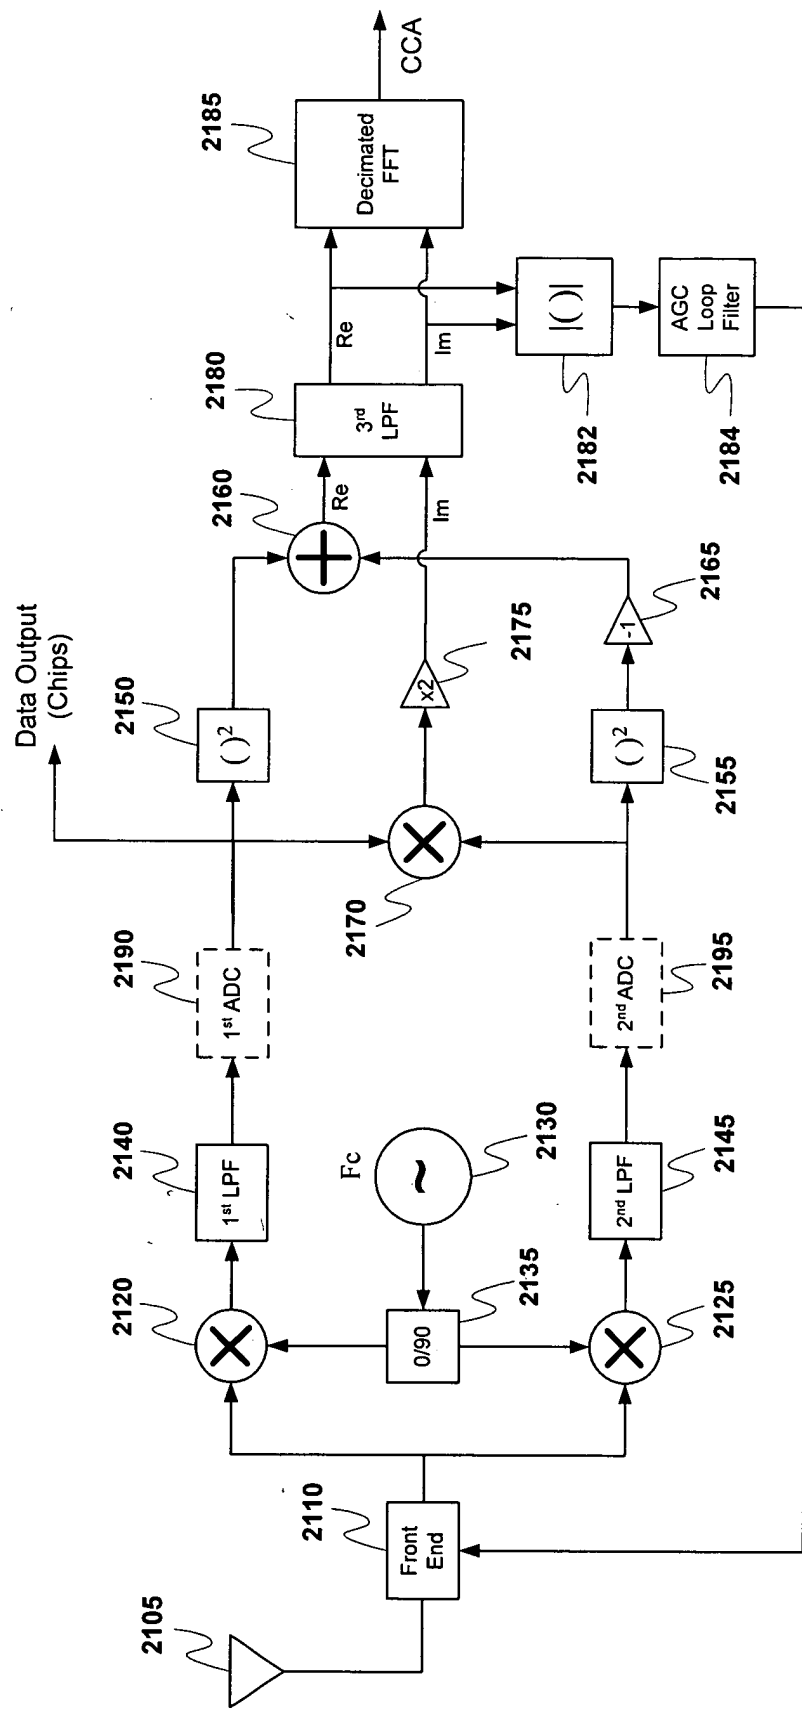 2105
2110
Front
End
2120
2125
0/90
2135
Fc
~
2130
2140
1st LPF
2nd LPF
2145
2190
1st ADC
2nd ADC
2195
Data Output
(Chips)
2150
( )²
2170
x2
2175
( )²
2155
-1
2165
2160
Re
Im
2180
3rd
LPF
Re
Im
2185
Decimated
FFT
CCA
|( )|
2182
AGC
Loop
Filter
2184